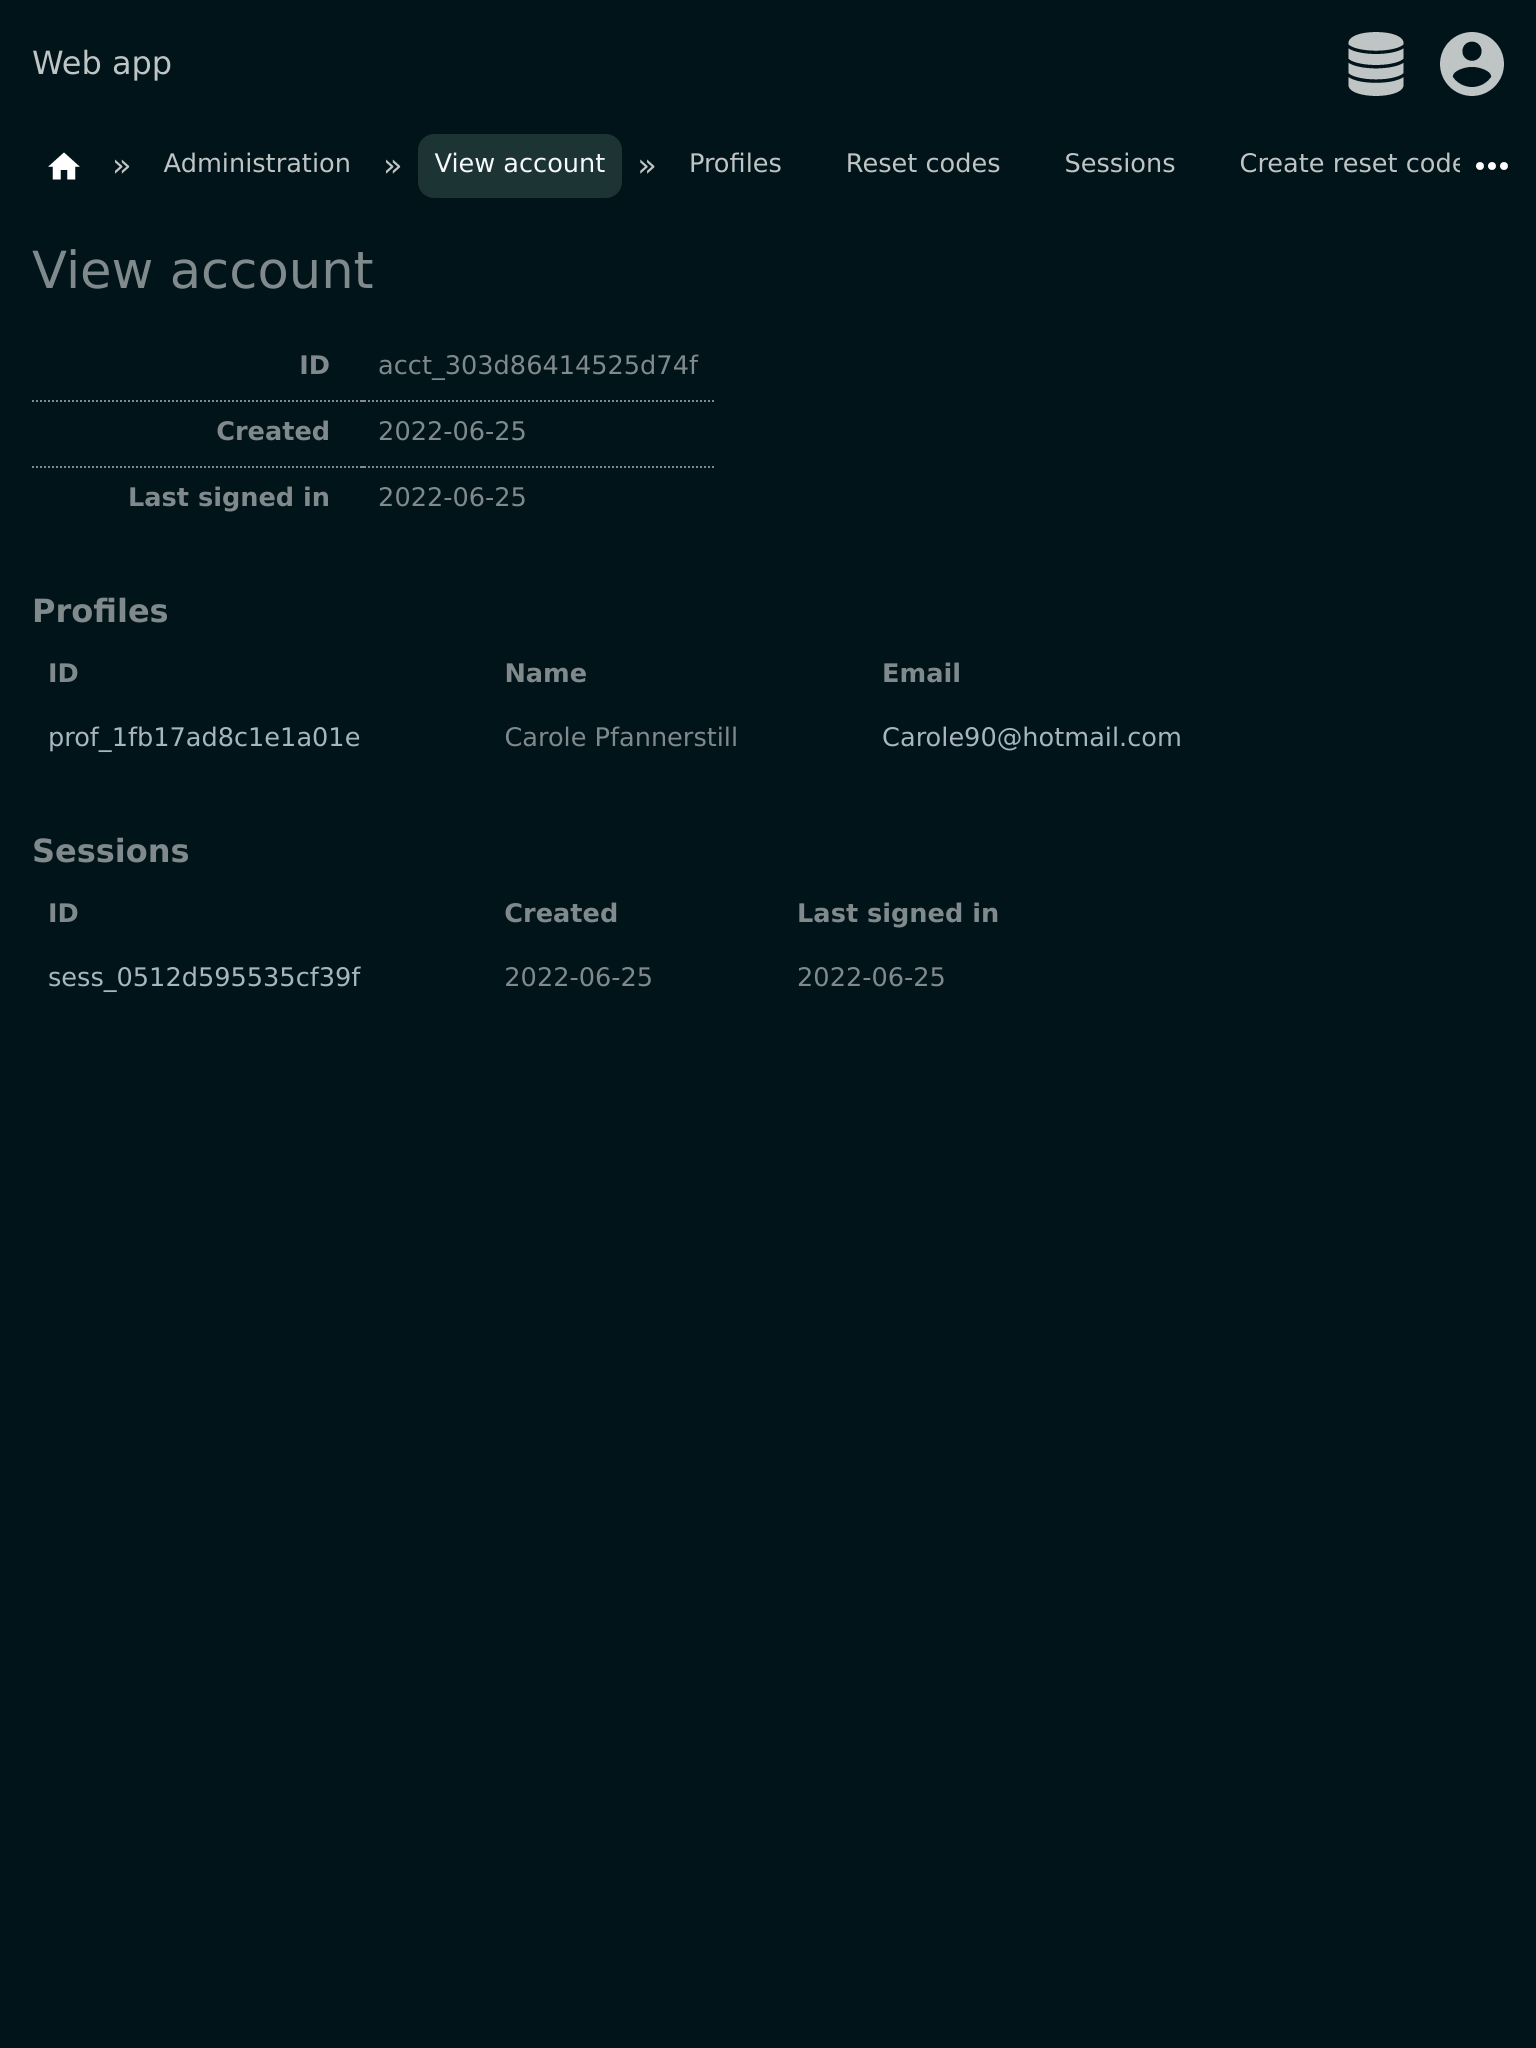 Web app
» Administration » View account » Profiles Reset codes Sessions Create reset code
View account
ID acct_303d86414525d74f
Created 2022-06-25
Last signed in 2022-06-25
Profiles
ID Name Email
prof_1fb17ad8c1e1a01e Carole Pfannerstill Carole90@hotmail.com
Sessions
ID Created Last signed in
sess_0512d595535cf39f 2022-06-25 2022-06-25